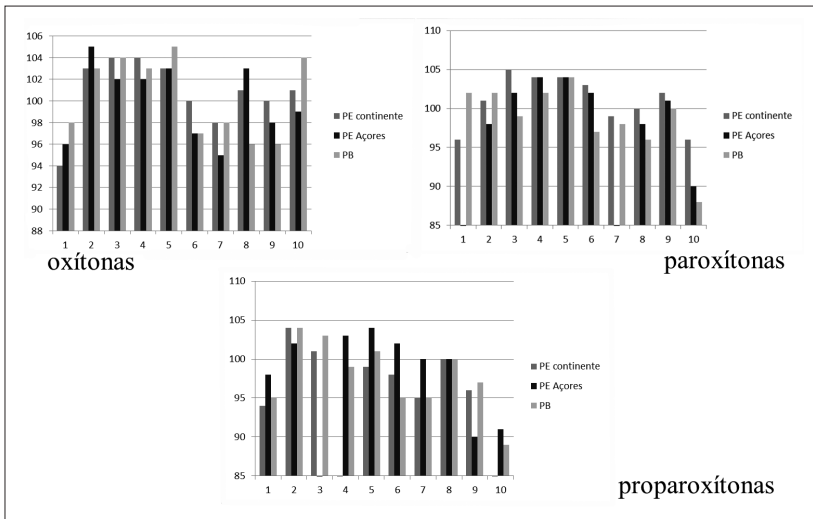 106
104
102
100
98
96
94
92
90
88
1 2 3 4 5 6 7 8 9 10
PE continente
PE Açores
PB
oxítonas
110
105
100
95
90
85
1 2 3 4 5 6 7 8 9 10
PE continente
PE Açores
PB
paroxítonas
110
105
100
95
90
85
1 2 3 4 5 6 7 8 9 10
PE continente
PE Açores
PB
proparoxítonas